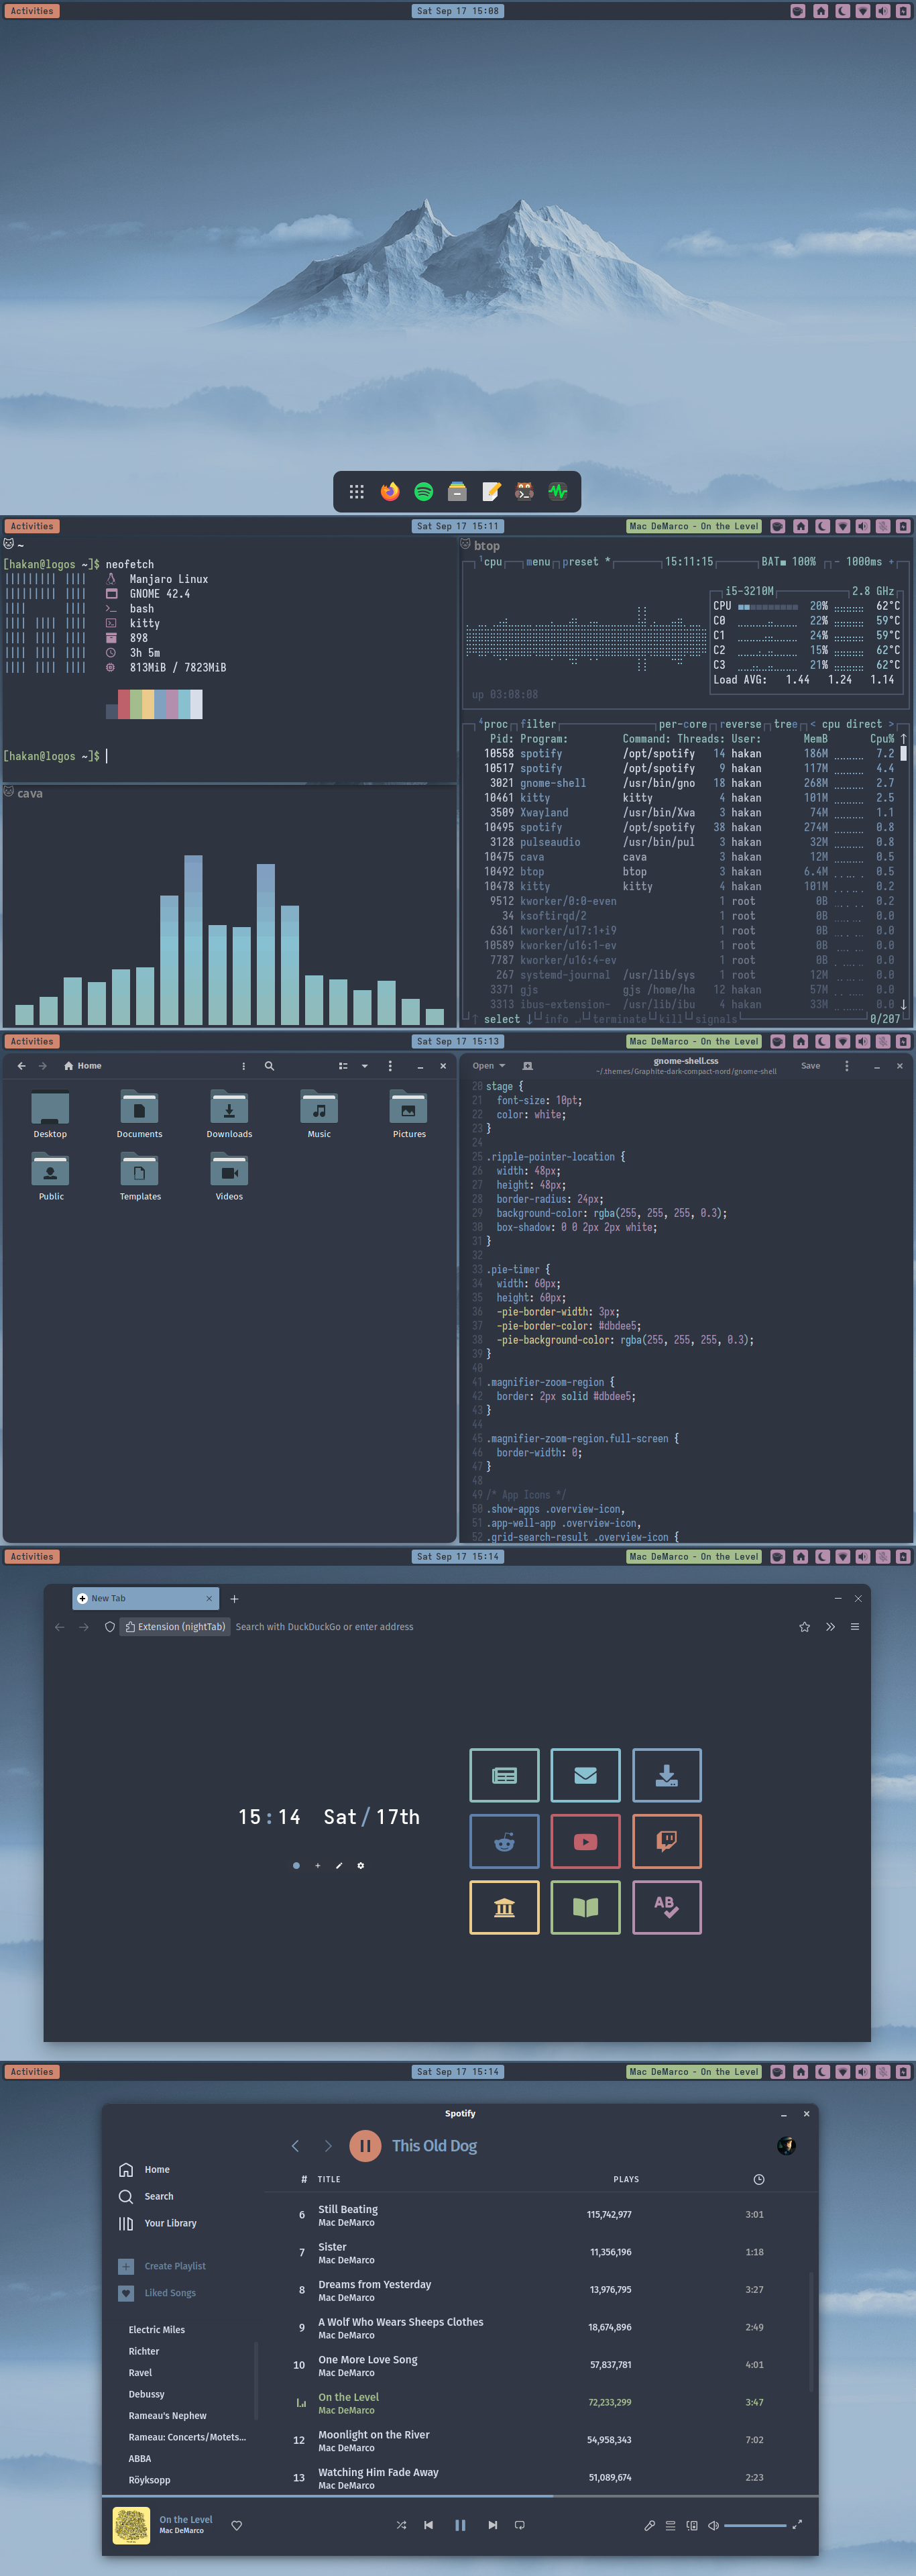 Activities
Sat Sep 17 15:08
Activities
Sat Sep 17 15:11
Mac DeMarco - On the Level
~
[hakan@logos ~]$ neofetch
Manjaro Linux
GNOME 42.4
bash
kitty
898
3h 5m
813MiB / 7823MiB
[hakan@logos ~]$
cava
btop
1cpu menu preset * 15:11:15 BAT■ 100% - 1000ms +
i5-3210M 2.8 GHz
CPU 20% 62°C
C0 22% 59°C
C1 24% 59°C
C2 15% 62°C
C3 21% 62°C
Load AVG: 1.44 1.24 1.14
up 03:08:08
4proc filter per-core reverse tree < cpu direct >
Pid: Program: Command: Threads: User: MemB Cpu% ↑
10558 spotify /opt/spotify 14 hakan 186M 7.2
10517 spotify /opt/spotify 9 hakan 117M 4.4
3021 gnome-shell /usr/bin/gno 18 hakan 268M 2.7
10461 kitty kitty 4 hakan 101M 2.5
3509 Xwayland /usr/bin/Xwa 3 hakan 74M 1.1
10495 spotify /opt/spotify 38 hakan 274M 0.8
3128 pulseaudio /usr/bin/pul 3 hakan 32M 0.8
10475 cava cava 3 hakan 12M 0.5
10492 btop btop 3 hakan 6.4M 0.5
10478 kitty kitty 4 hakan 101M 0.2
9512 kworker/0:0-even 1 root 0B 0.2
34 ksoftirqd/2 1 root 0B 0.0
6361 kworker/u17:1+i9 1 root 0B 0.0
10589 kworker/u16:1-ev 1 root 0B 0.0
7787 kworker/u16:4-ev 1 root 0B 0.0
267 systemd-journal /usr/lib/sys 1 root 12M 0.0
3371 gjs gjs /home/ha 12 hakan 57M 0.0
3313 ibus-extension- /usr/lib/ibu 4 hakan 33M 0.0 ↓
↑ select ↓ info ↵ terminate kill signals 0/207
Activities
Sat Sep 17 15:13
Mac DeMarco - On the Level
Home
Desktop
Documents
Downloads
Music
Pictures
Public
Templates
Videos
Open
gnome-shell.css
~/.themes/Graphite-dark-compact-nord/gnome-shell
Save
20 stage {
21 font-size: 10pt;
22 color: white;
23 }
24
25 .ripple-pointer-location {
26 width: 48px;
27 height: 48px;
28 border-radius: 24px;
29 background-color: rgba(255, 255, 255, 0.3);
30 box-shadow: 0 0 2px 2px white;
31 }
32
33 .pie-timer {
34 width: 60px;
35 height: 60px;
36 -pie-border-width: 3px;
37 -pie-border-color: #dbdee5;
38 -pie-background-color: rgba(255, 255, 255, 0.3);
39 }
40
41 .magnifier-zoom-region {
42 border: 2px solid #dbdee5;
43 }
44
45 .magnifier-zoom-region.full-screen {
46 border-width: 0;
47 }
48
49 /* App Icons */
50 .show-apps .overview-icon,
51 .app-well-app .overview-icon,
52 .grid-search-result .overview-icon {
Activities
Sat Sep 17 15:14
Mac DeMarco - On the Level
New Tab
Extension (nightTab)
Search with DuckDuckGo or enter address
15:14 Sat/17th
AB
Activities
Sat Sep 17 15:14
Mac DeMarco - On the Level
Spotify
Home
Search
Your Library
Create Playlist
Liked Songs
Electric Miles
Richter
Ravel
Debussy
Rameau's Nephew
Rameau: Concerts/Motets...
ABBA
Röyksopp
This Old Dog
# TITLE PLAYS
6 Still Beating 115,742,977 3:01
Mac DeMarco
7 Sister 11,356,196 1:18
Mac DeMarco
8 Dreams from Yesterday 13,976,795 3:27
Mac DeMarco
9 A Wolf Who Wears Sheeps Clothes 18,674,896 2:49
Mac DeMarco
10 One More Love Song 57,837,781 4:01
Mac DeMarco
On the Level 72,233,299 3:47
Mac DeMarco
12 Moonlight on the River 54,958,343 7:02
Mac DeMarco
13 Watching Him Fade Away 51,089,674 2:23
Mac DeMarco
On the Level
Mac DeMarco